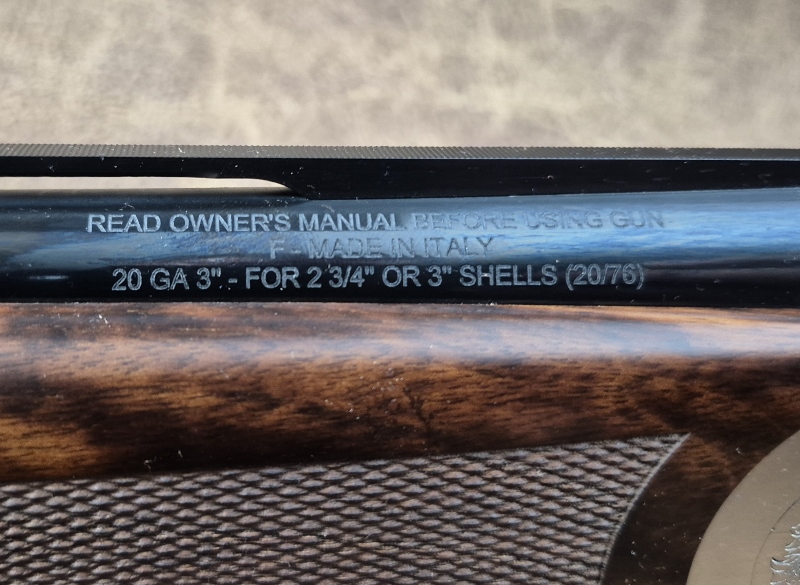 READ OWNER'S MANUAL BEFORE USING GUN
F - MADE IN ITALY
20 GA 3" - FOR 2 3/4" OR 3" SHELLS (20/76)